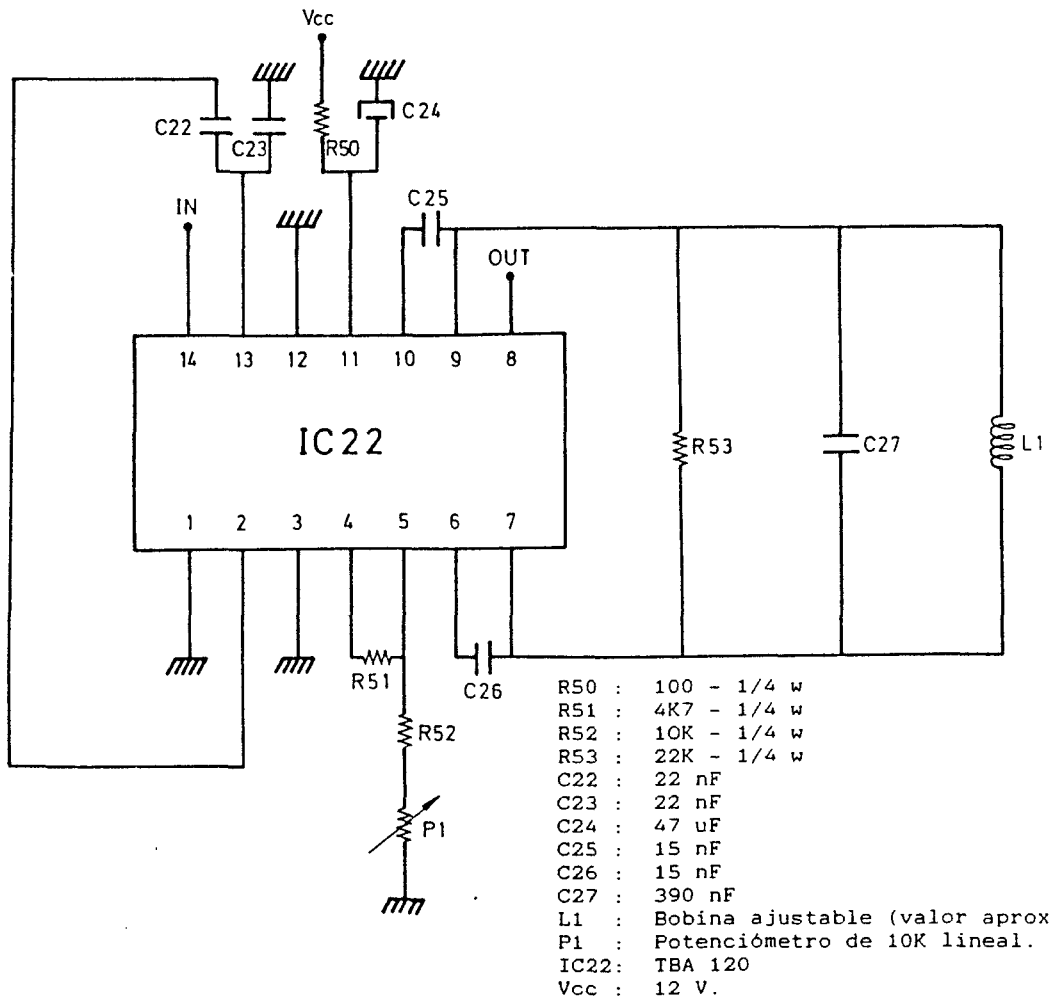 Vcc
C22
C23
R50
C24
IN
C25
OUT
14 13 12 11 10 9 8
IC22
R53
C27
L1
1 2 3 4 5 6 7
R51
C26
R52
P1
R50 : 100 - 1/4 w
R51 : 4K7 - 1/4 w
R52 : 10K - 1/4 w
R53 : 22K - 1/4 w
C22 : 22 nF
C23 : 22 nF
C24 : 47 uF
C25 : 15 nF
C26 : 15 nF
C27 : 390 nF
L1 : Bobina ajustable (valor aprox
P1 : Potenciómetro de 10K lineal.
IC22: TBA 120
Vcc : 12 V.